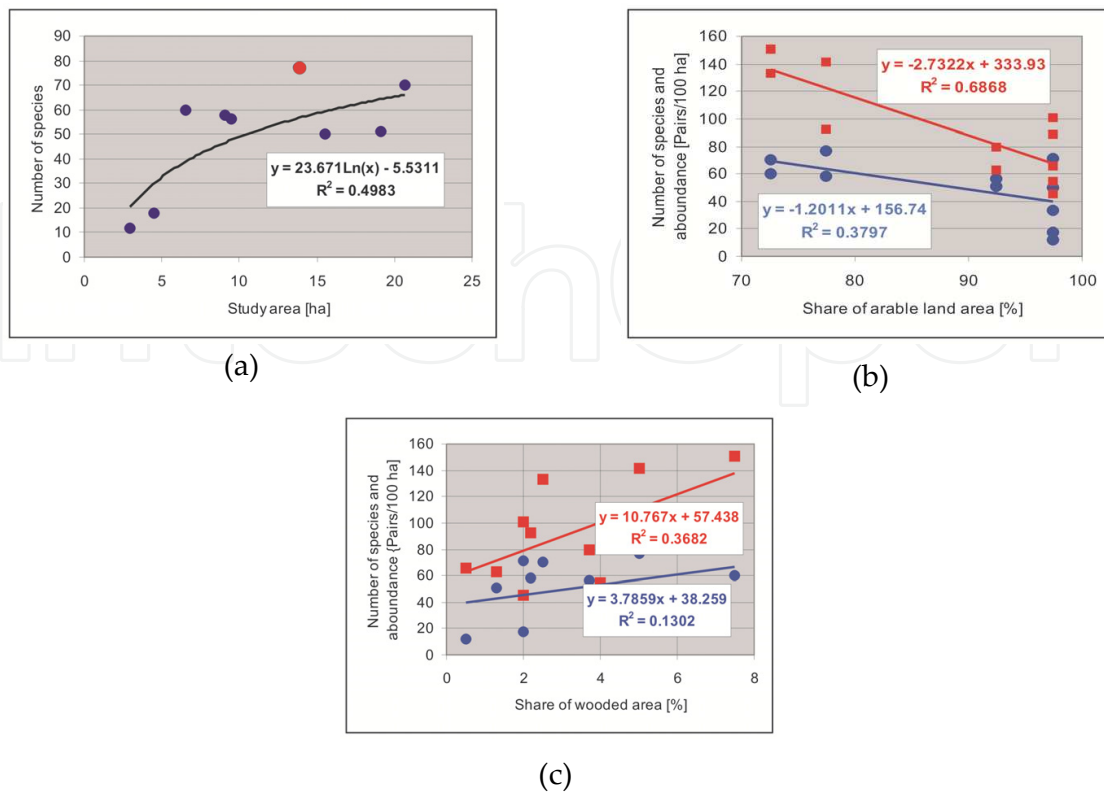 90
80
70
60
50
40
30
20
10
0
Number of species
y = 23.671Ln(x) - 5.5311
R² = 0.4983
0 5 10 15 20 25
Study area [ha]
(a)
160
140
120
100
80
60
40
20
0
Number of species and
aboundance [Pairs/100 ha]
y = -2.7322x + 333.93
R² = 0.6868
y = -1.2011x + 156.74
R² = 0.3797
70 80 90 100
Share of arable land area [%]
(b)
160
140
120
100
80
60
40
20
0
Number of species and
aboundance {Pairs/100 ha]
y = 10.767x + 57.438
R² = 0.3682
y = 3.7859x + 38.259
R² = 0.1302
0 2 4 6 8
Share of wooded area [%]
(c)